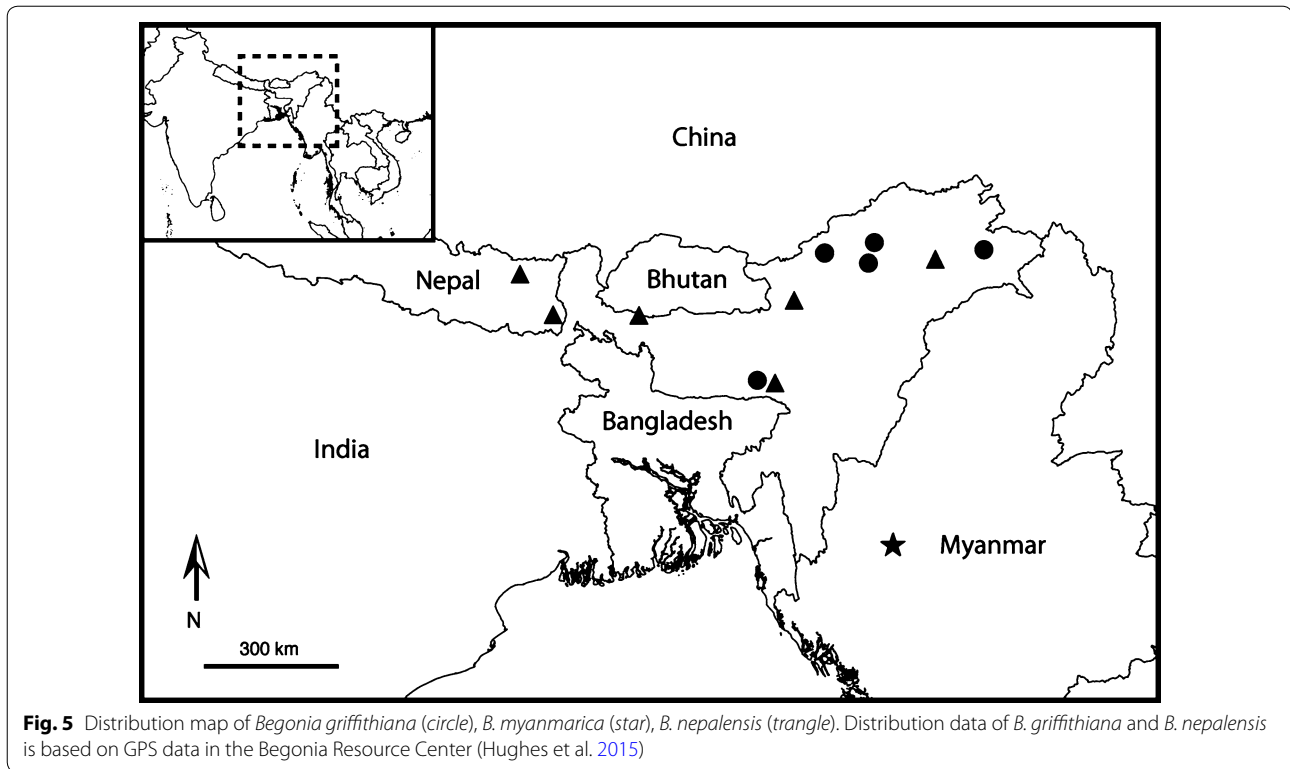 China
Nepal
Bhutan
Bangladesh
India
Myanmar
N
300 km
Fig. 5 Distribution map of Begonia griffithiana (circle), B. myanmarica (star), B. nepalensis (trangle). Distribution data of B. griffithiana and B. nepalensis
is based on GPS data in the Begonia Resource Center (Hughes et al. 2015)